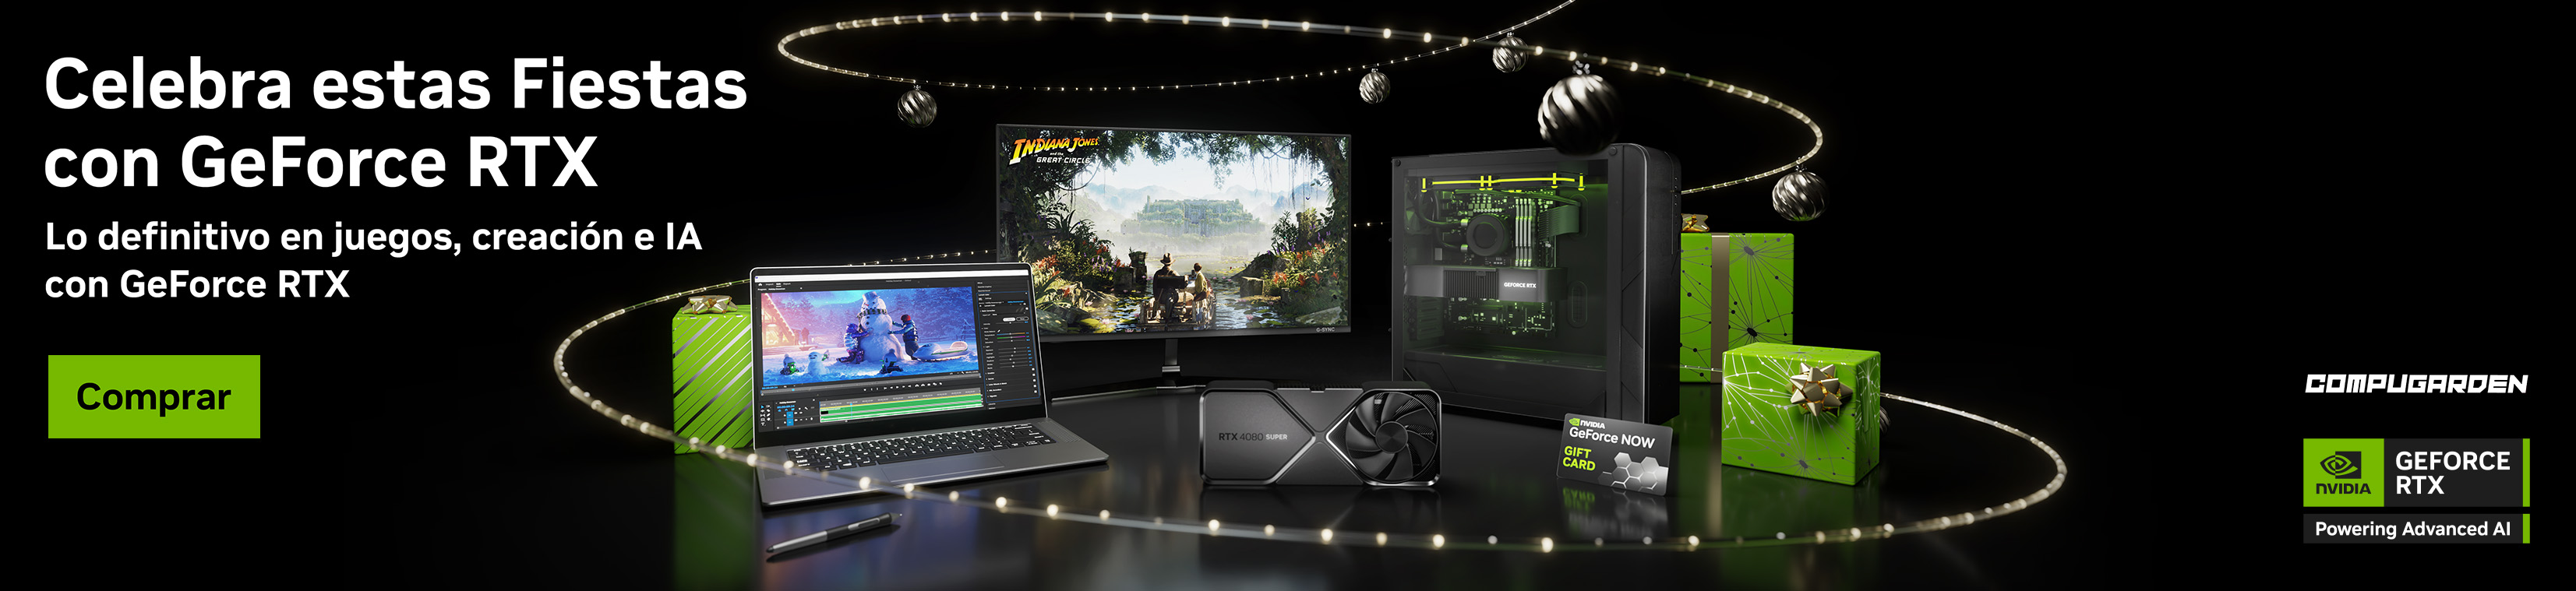 Celebra estas Fiestas
con GeForce RTX
Lo definitivo en juegos, creación e IA
con GeForce RTX
Comprar
INDIANA JONES
and the
GREAT CIRCLE
G-SYNC
GEFORCE RTX
RTX 4080 SUPER
NVIDIA
GeForce NOW
GIFT
CARD
COMPUGARDEN
NVIDIA
GEFORCE
RTX
Powering Advanced AI